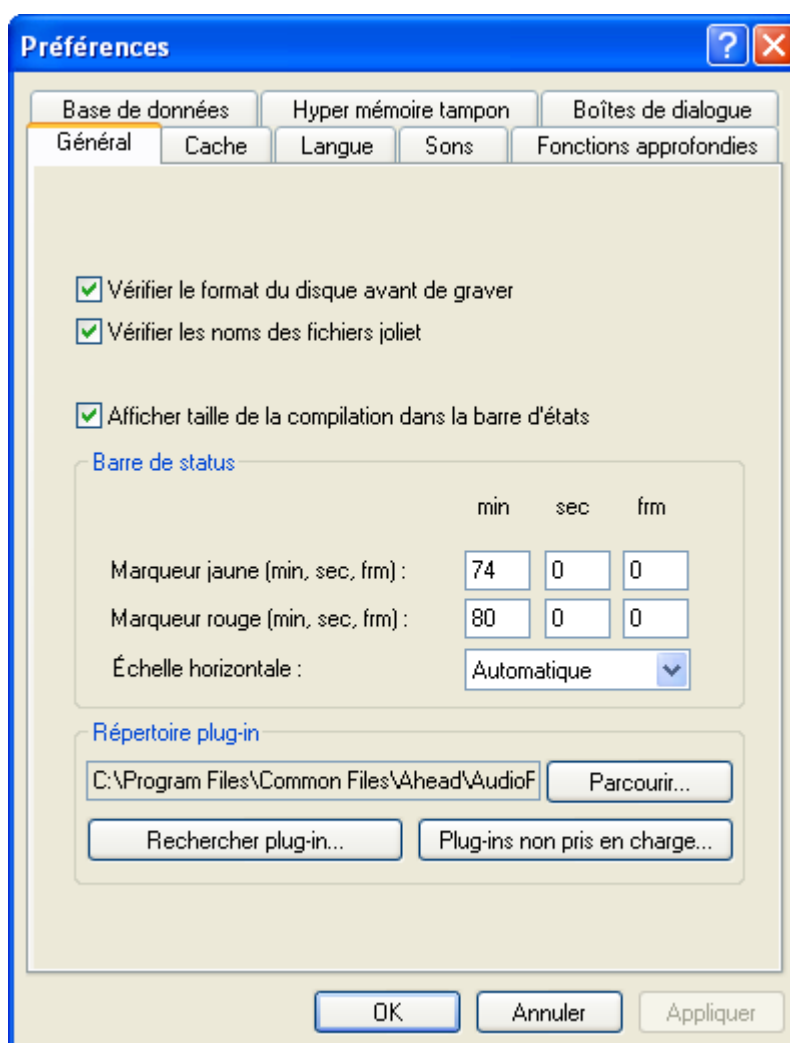 Préférences
Base de données Hyper mémoire tampon Boîtes de dialogue
Général Cache Langue Sons Fonctions approfondies
Vérifier le format du disque avant de graver
Vérifier les noms des fichiers joliet
Afficher taille de la compilation dans la barre d'états
Barre de status
min sec frm
Marqueur jaune (min, sec, frm) : 74 0 0
Marqueur rouge (min, sec, frm) : 80 0 0
Échelle horizontale : Automatique
Répertoire plug-in
C:\Program Files\Common Files\Ahead\AudioF Parcourir...
Rechercher plug-in... Plug-ins non pris en charge...
OK Annuler Appliquer